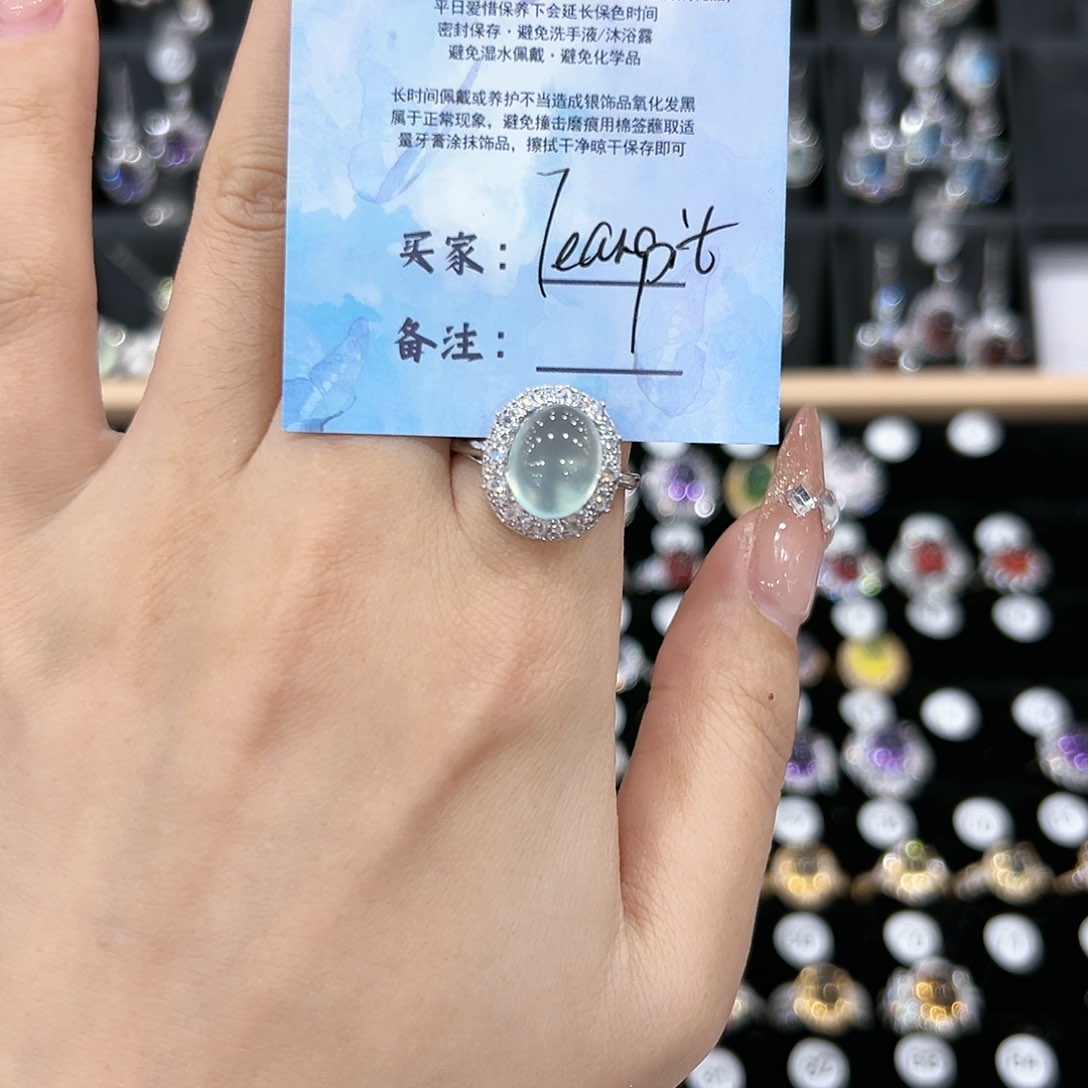 平日爱惜保养下会延长保色时间
密封保存·避免洗手液/沐浴露
避免湿水佩戴·避免化学品
长时间佩戴或养护不当造成银饰品氧化发黑
属于正常现象，避免撞击磨痕用棉签蘸取适
量牙膏涂抹饰品，擦拭干净晾干保存即可
买家：
备注：